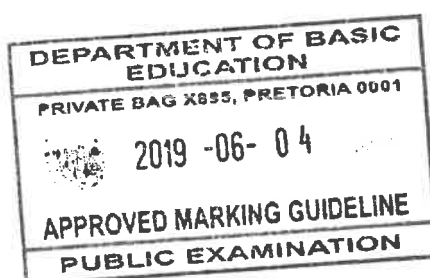 DEPARTMENT OF BASIC
EDUCATION
PRIVATE BAG X895, PRETORIA 0001
2019 -06- 04
APPROVED MARKING GUIDELINE
PUBLIC EXAMINATION